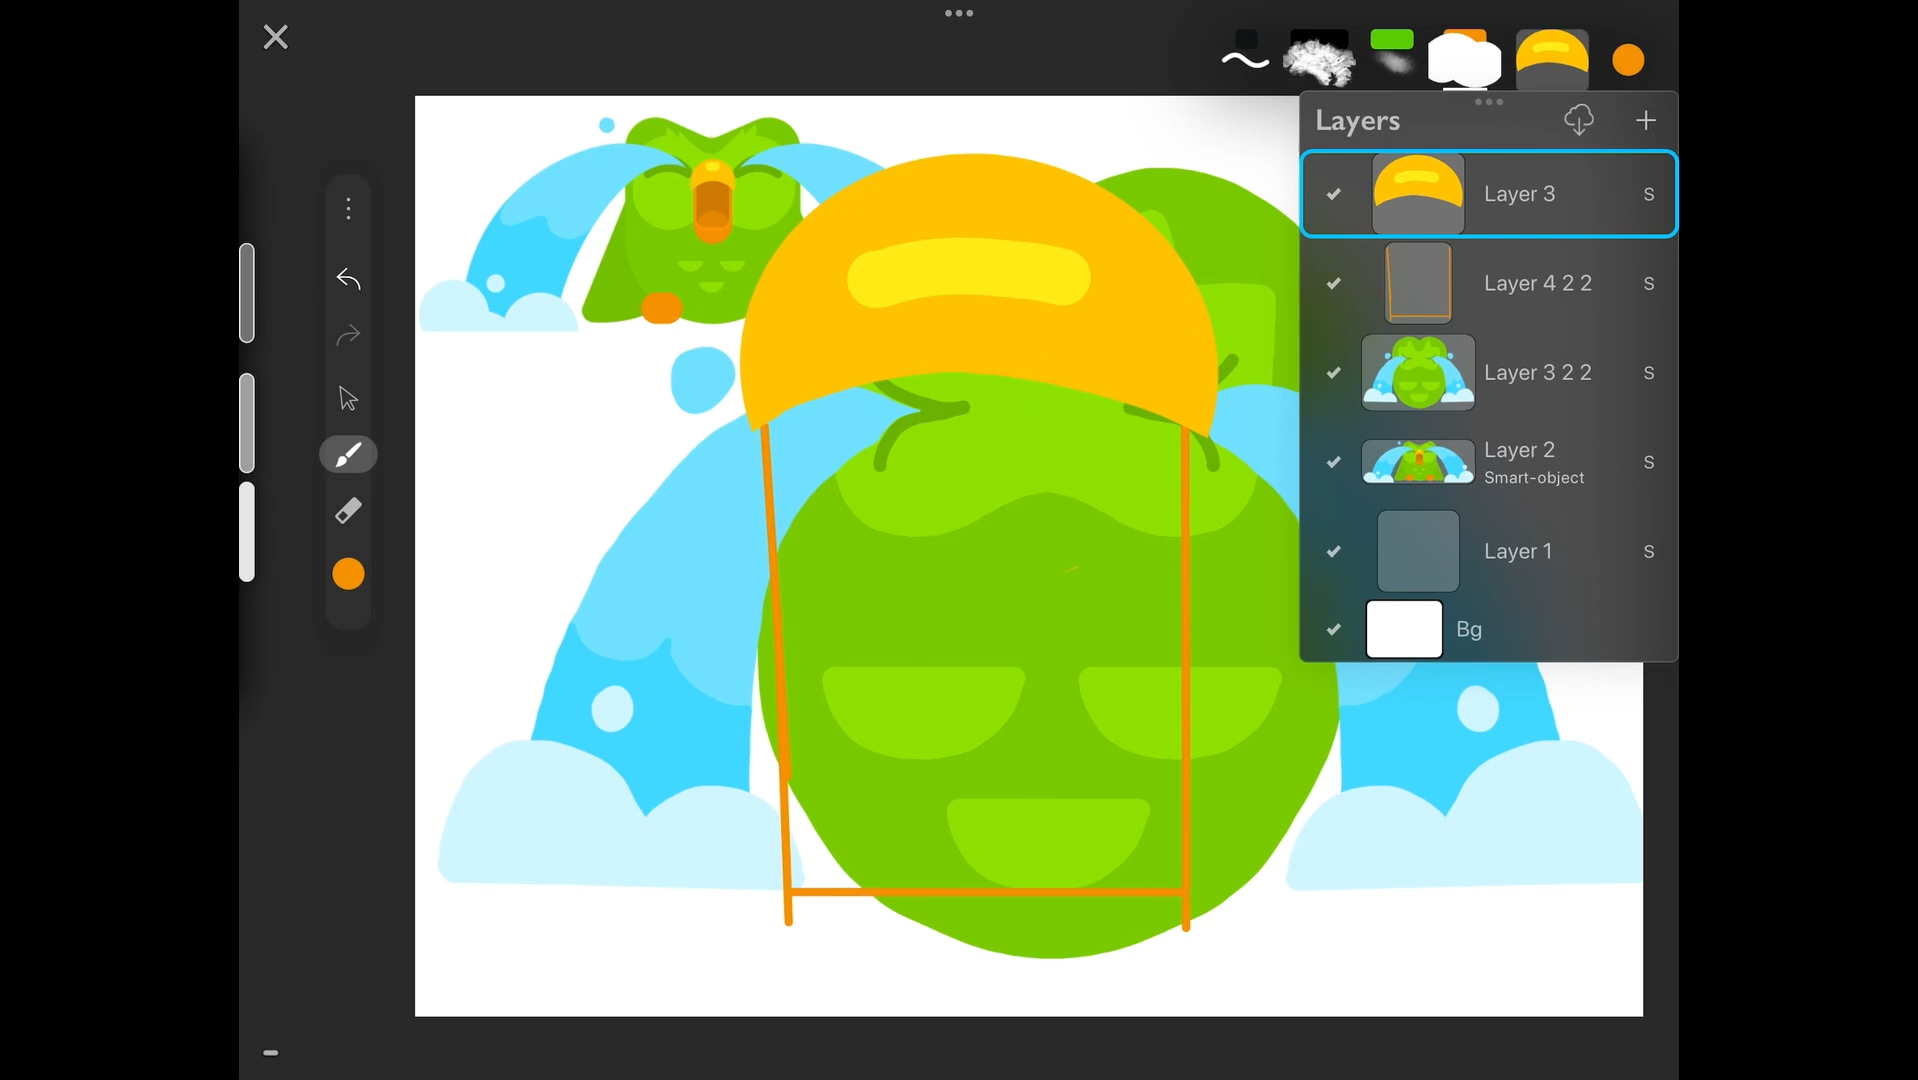 Layers
Layer 3
S
Layer 4 2 2
S
Layer 3 2 2
S
Layer 2
Smart-object
S
Layer 1
S
Bg